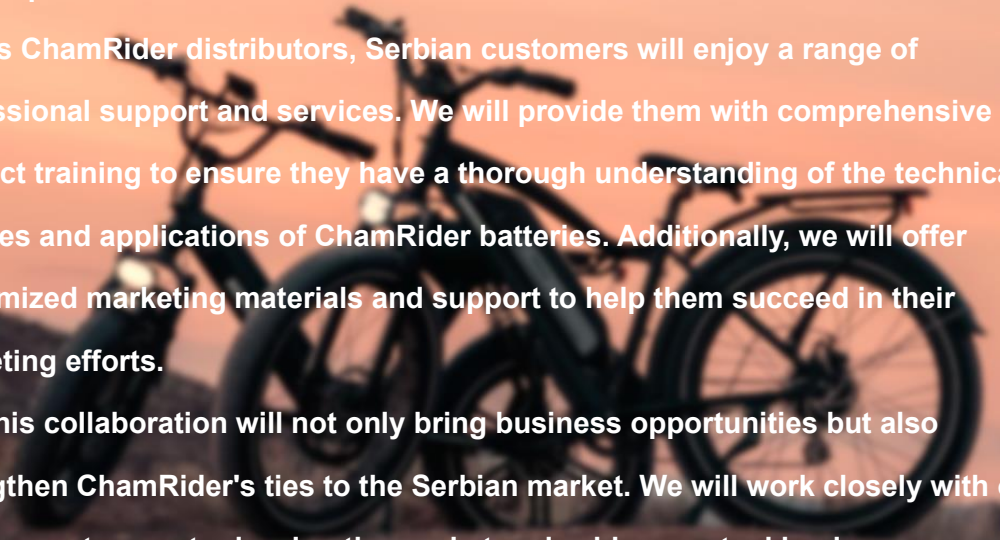 s ChamRider distributors, Serbian customers will enjoy a range of
ssional support and services. We will provide them with comprehensive
ct training to ensure they have a thorough understanding of the technica
es and applications of ChamRider batteries. Additionally, we will offer
mized marketing materials and support to help them succeed in their
eting efforts.
his collaboration will not only bring business opportunities but also
gthen ChamRider's ties to the Serbian market. We will work closely with